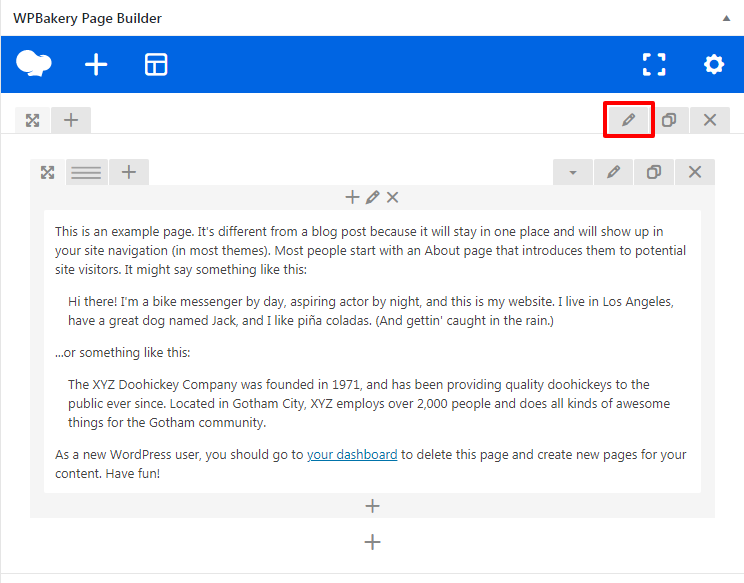 WPBakery Page Builder
This is an example page. It's different from a blog post because it will stay in one place and will show up in
your site navigation (in most themes). Most people start with an About page that introduces them to potential
site visitors. It might say something like this:
Hi there! I'm a bike messenger by day, aspiring actor by night, and this is my website. I live in Los Angeles,
have a great dog named Jack, and I like piña coladas. (And gettin' caught in the rain.)
...or something like this:
The XYZ Doohickey Company was founded in 1971, and has been providing quality doohickeys to the
public ever since. Located in Gotham City, XYZ employs over 2,000 people and does all kinds of awesome
things for the Gotham community.
As a new WordPress user, you should go to your dashboard to delete this page and create new pages for your
content. Have fun!